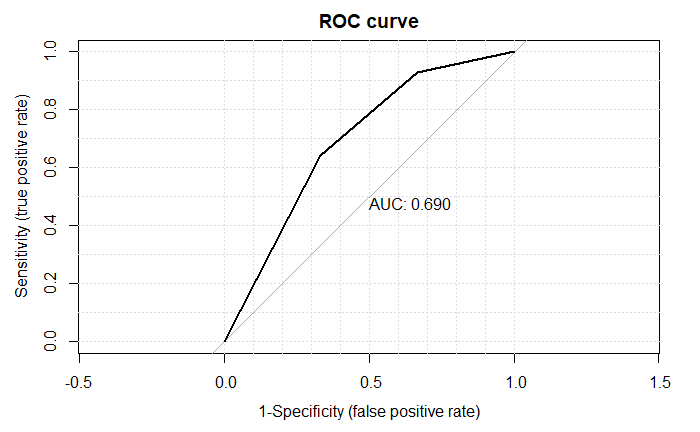 ROC curve
Sensitivity (true positive rate)
1.0
0.8
0.6
0.4
0.2
0.0
AUC: 0.690
-0.5 0.0 0.5 1.0 1.5
1-Specificity (false positive rate)